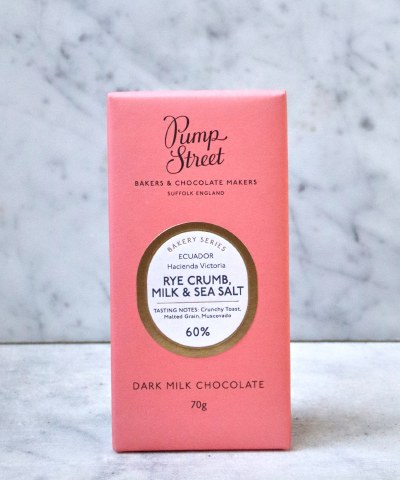 Pump
Street
BAKERS & CHOCOLATE MAKERS
SUFFOLK ENGLAND
BAKERY SERIES
ECUADOR
Hacienda Victoria
RYE CRUMB,
MILK & SEA SALT
TASTING NOTES: Crunchy Toast,
Malted Grain, Muscovado
60%
DARK MILK CHOCOLATE
70g